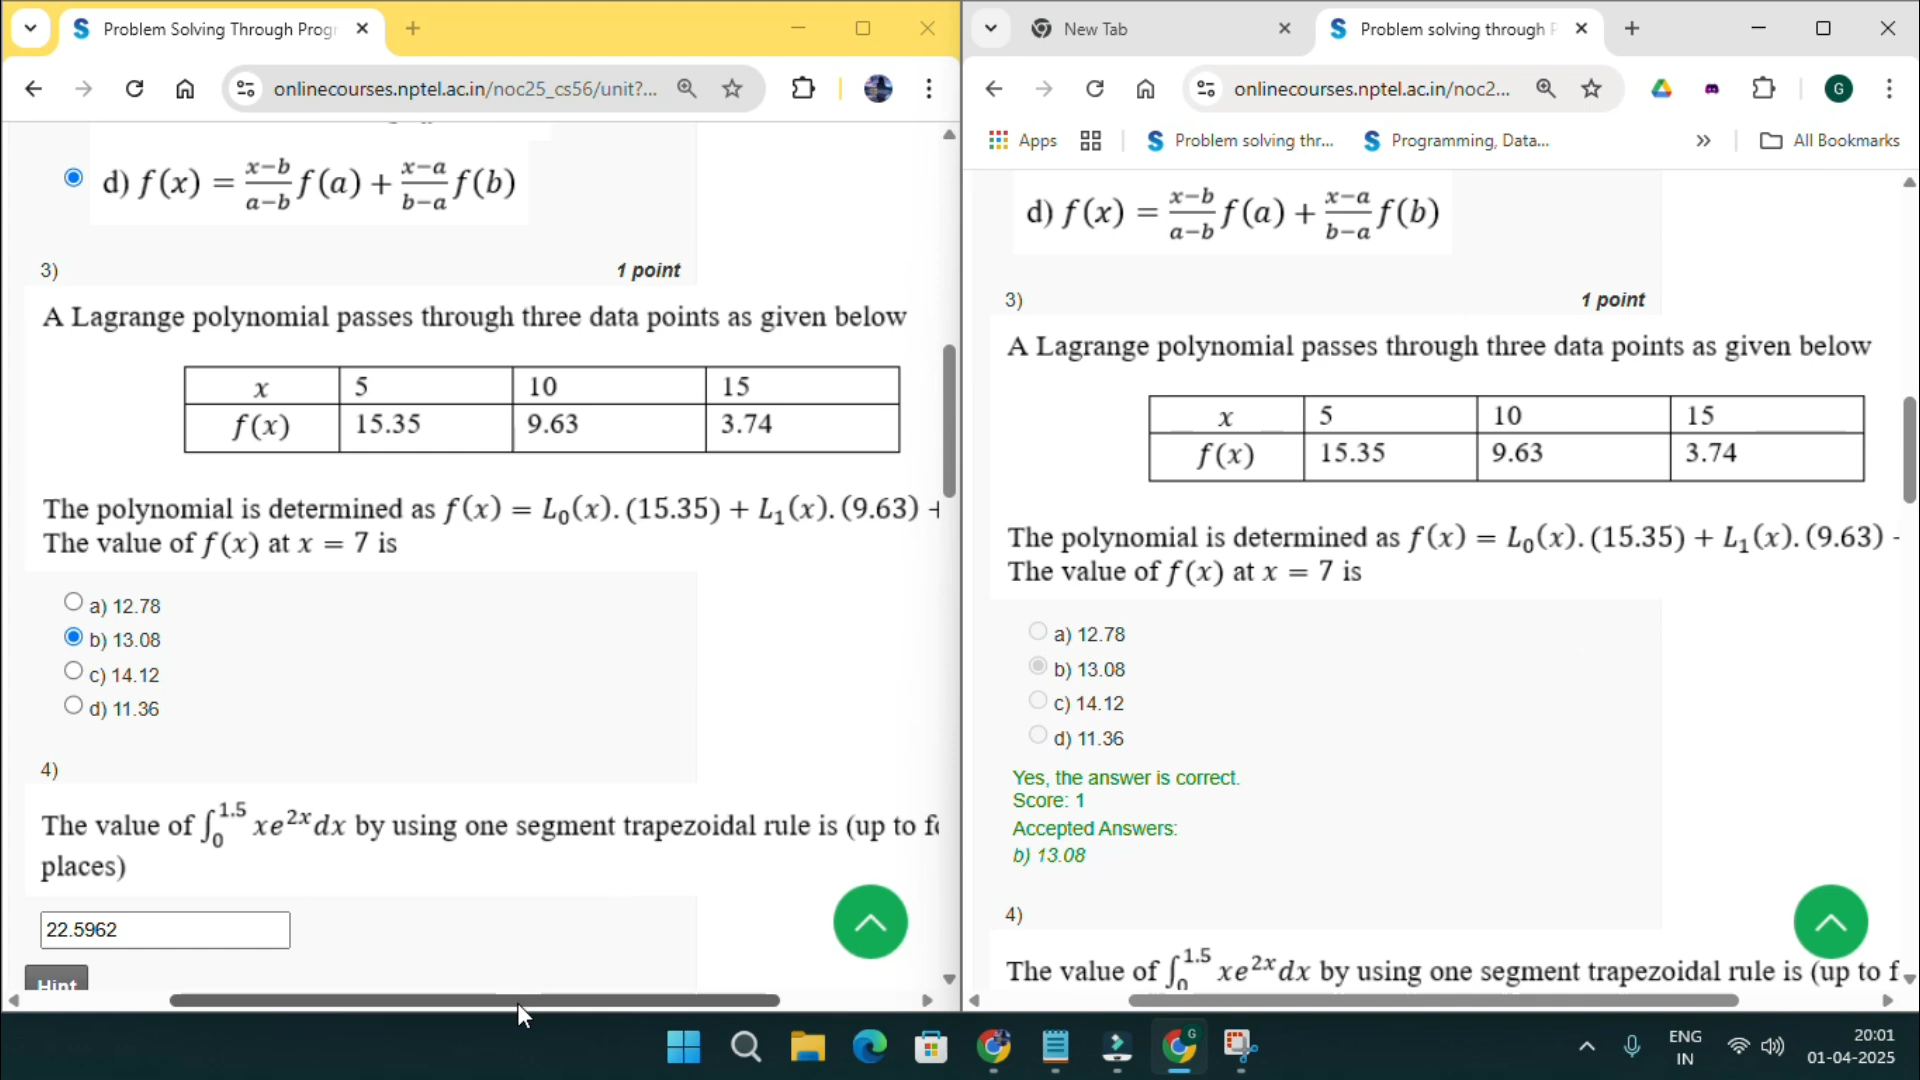 Problem Solving Through Progr
onlinecourses.nptel.ac.in/noc25_cs56/unit?...
d) f(x) = x−b/a−b f(a) + x−a/b−a f(b)
3)
1 point
A Lagrange polynomial passes through three data points as given below
x 5 10 15
f(x) 15.35 9.63 3.74
The polynomial is determined as f(x) = L₀(x).(15.35) + L₁(x).(9.63) +
The value of f(x) at x = 7 is
a) 12.78
b) 13.08
c) 14.12
d) 11.36
4)
The value of ∫₀^1.5 xe^2x dx by using one segment trapezoidal rule is (up to fo
places)
22.5962
Hint
New Tab
Problem solving through P
onlinecourses.nptel.ac.in/noc2...
G
Apps
Problem solving thr...
Programming, Data...
»
All Bookmarks
d) f(x) = x−b/a−b f(a) + x−a/b−a f(b)
3)
1 point
A Lagrange polynomial passes through three data points as given below
x 5 10 15
f(x) 15.35 9.63 3.74
The polynomial is determined as f(x) = L₀(x).(15.35) + L₁(x).(9.63) -
The value of f(x) at x = 7 is
a) 12.78
b) 13.08
c) 14.12
d) 11.36
Yes, the answer is correct.
Score: 1
Accepted Answers:
b) 13.08
4)
The value of ∫₀^1.5 xe^2x dx by using one segment trapezoidal rule is (up to f
G
ENG
IN
20:01
01-04-2025